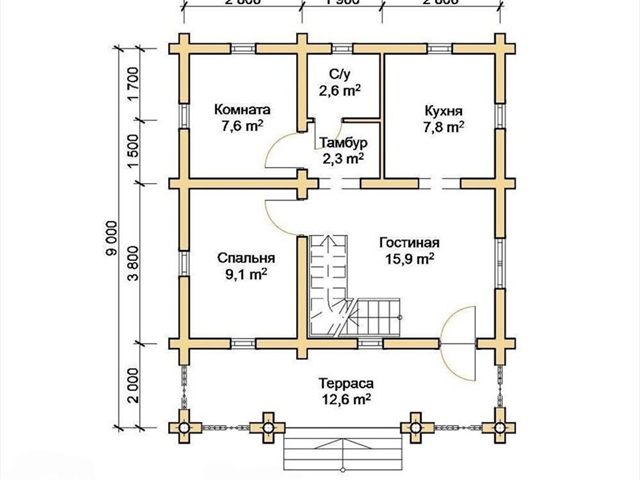 2 800 1 900 2 800
1 700
1 500
3 800
9 000
2 000
С/у
2,6 m²
Комната
7,6 m²
Кухня
7,8 m²
Тамбур
2,3 m²
Спальня
9,1 m²
Гостиная
15,9 m²
Терраса
12,6 m²